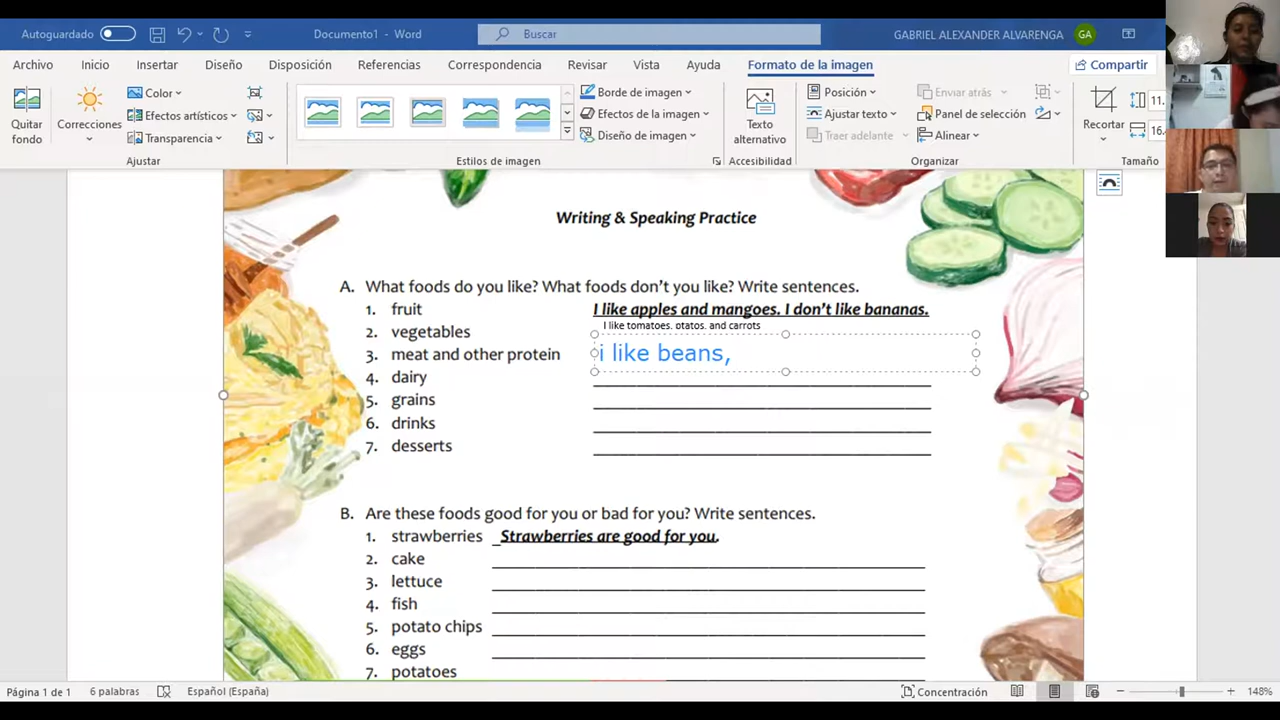 Autoguardado
Documento1 - Word
Buscar
GABRIEL ALEXANDER ALVARENGA
GA
Archivo
Inicio
Insertar
Diseño
Disposición
Referencias
Correspondencia
Revisar
Vista
Ayuda
Formato de la imagen
Compartir
Quitar fondo
Correcciones
Color
Efectos artísticos
Transparencia
Ajustar
Borde de imagen
Efectos de la imagen
Diseño de imagen
Estilos de imagen
Texto alternativo
Accesibilidad
Posición
Ajustar texto
Traer adelante
Enviar atrás
Panel de selección
Alinear
Organizar
Recortar
11.
16.
Tamaño
Writing & Speaking Practice
A. What foods do you like? What foods don't you like? Write sentences.
1. fruit I like apples and mangoes. I don't like bananas.
I like tomatoes. otatos. and carrots
2. vegetables
3. meat and other protein i like beans,
4. dairy
5. grains
6. drinks
7. desserts
B. Are these foods good for you or bad for you? Write sentences.
1. strawberries _Strawberries are good for you.
2. cake
3. lettuce
4. fish
5. potato chips
6. eggs
7. potatoes
Página 1 de 1
6 palabras
Español (España)
Concentración
148%